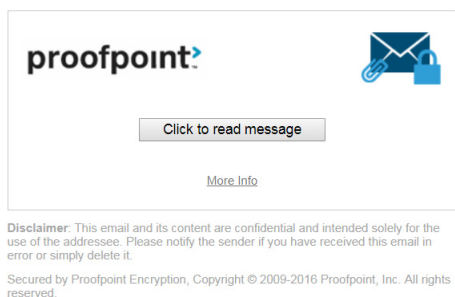 proofpoint
Click to read message
More Info
Disclaimer: This email and its content are confidential and intended solely for the
use of the addressee. Please notify the sender if you have received this email in
error or simply delete it.
Secured by Proofpoint Encryption, Copyright © 2009-2016 Proofpoint, Inc. All rights
reserved.